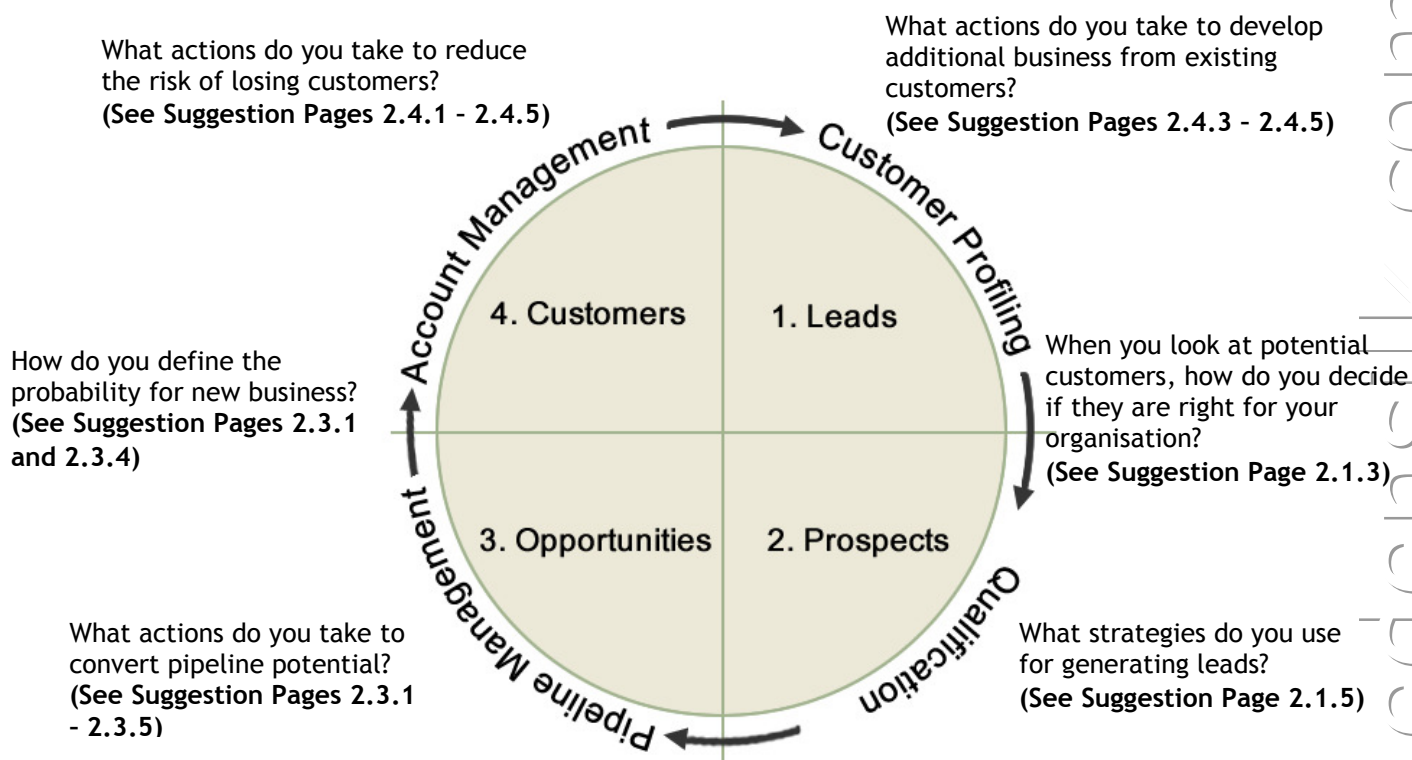 What actions do you take to reduce
the risk of losing customers?
(See Suggestion Pages 2.4.1 – 2.4.5)
What actions do you take to develop
additional business from existing
customers?
(See Suggestion Pages 2.4.3 – 2.4.5)
Account Management
Customer Profiling
4. Customers
1. Leads
How do you define the
probability for new business?
(See Suggestion Pages 2.3.1
and 2.3.4)
When you look at potential
customers, how do you decide
if they are right for your
organisation?
(See Suggestion Page 2.1.3)
3. Opportunities
2. Prospects
Pipeline Management
Qualification
What actions do you take to
convert pipeline potential?
(See Suggestion Pages 2.3.1
– 2.3.5)
What strategies do you use
for generating leads?
(See Suggestion Page 2.1.5)